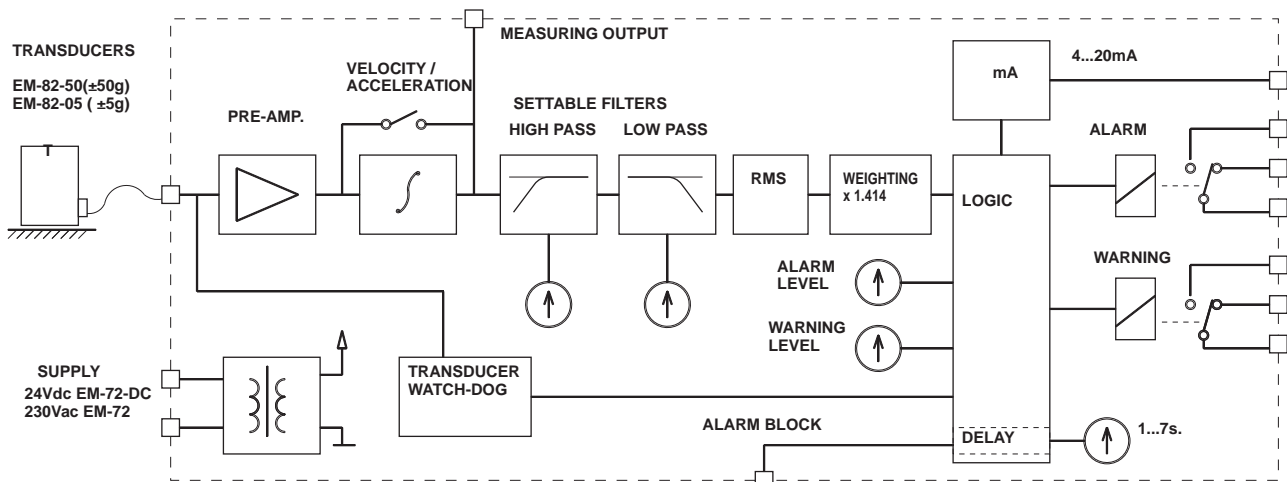 TRANSDUCERS
EM-82-50(±50g)
EM-82-05 ( ±5g)
PRE-AMP.
VELOCITY /
ACCELERATION
MEASURING OUTPUT
SETTABLE FILTERS
HIGH PASS
LOW PASS
RMS
WEIGHTING
x 1.414
mA
4...20mA
LOGIC
ALARM
WARNING
ALARM
LEVEL
WARNING
LEVEL
SUPPLY
24Vdc EM-72-DC
230Vac EM-72
TRANSDUCER
WATCH-DOG
ALARM BLOCK
DELAY
1...7s.